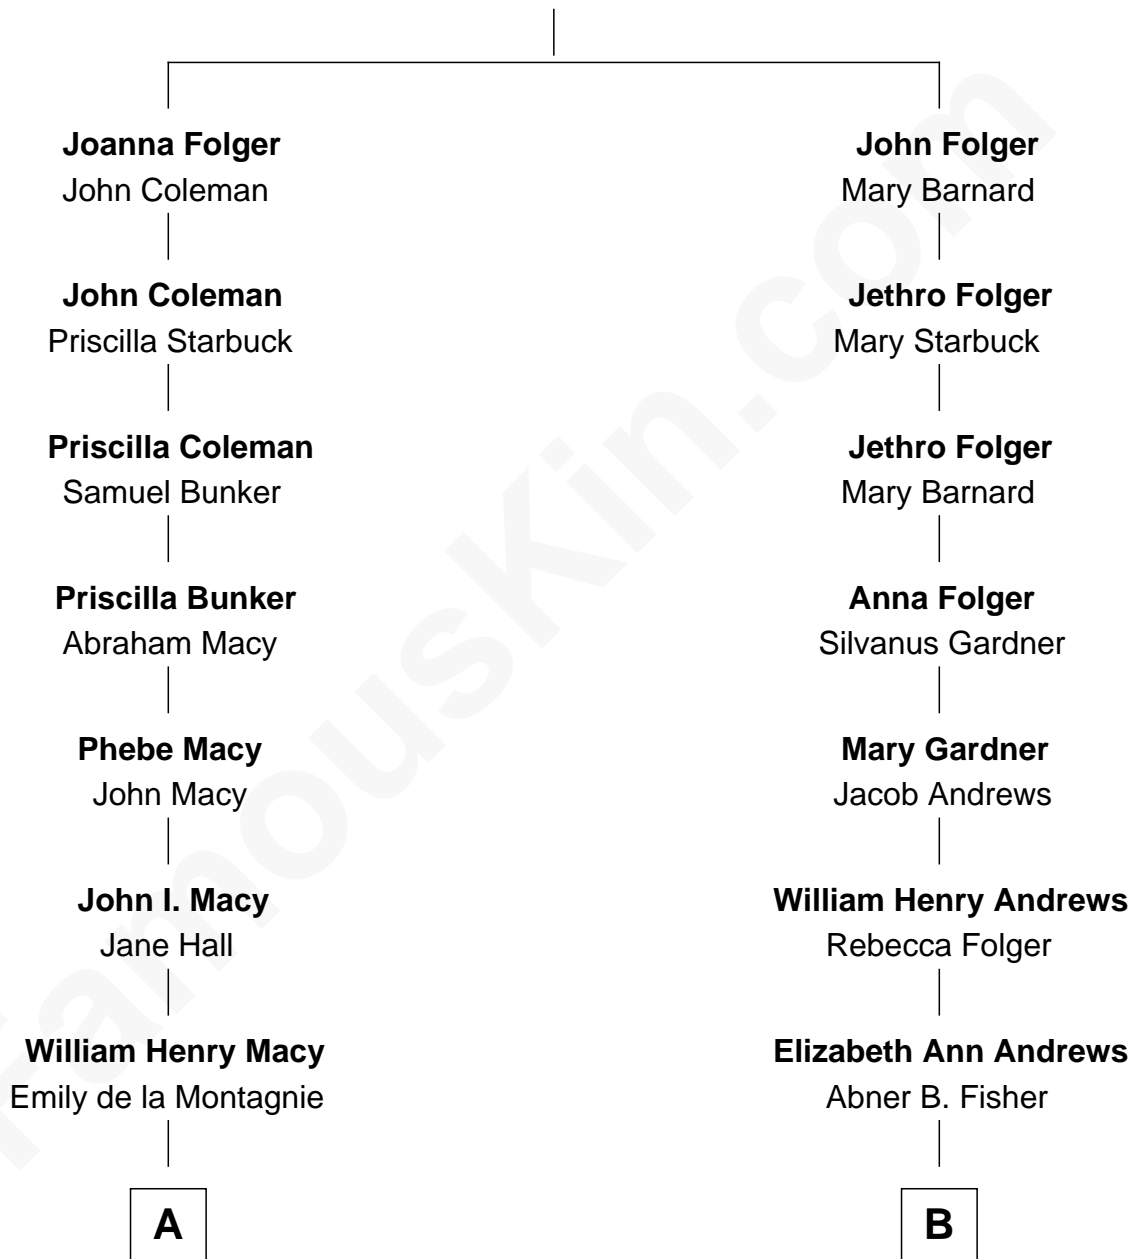 Joanna Folger
John Coleman
John Coleman
Priscilla Starbuck
Priscilla Coleman
Samuel Bunker
Priscilla Bunker
Abraham Macy
Phebe Macy
John Macy
John I. Macy
Jane Hall
William Henry Macy
Emily de la Montagnie
A
John Folger
Mary Barnard
Jethro Folger
Mary Starbuck
Jethro Folger
Mary Barnard
Anna Folger
Silvanus Gardner
Mary Gardner
Jacob Andrews
William Henry Andrews
Rebecca Folger
Elizabeth Ann Andrews
Abner B. Fisher
B
FamousKin.com